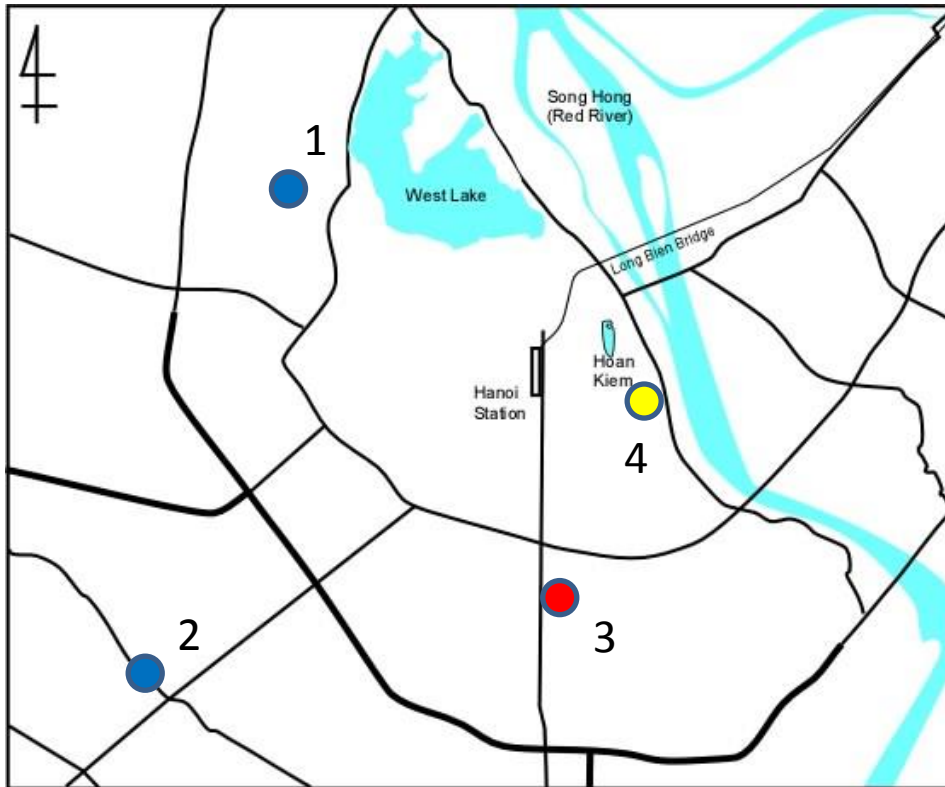 1
Song Hong
(Red River)
West Lake
Long Bien Bridge
Hoan
Kiem
Hanoi
Station
4
2
3